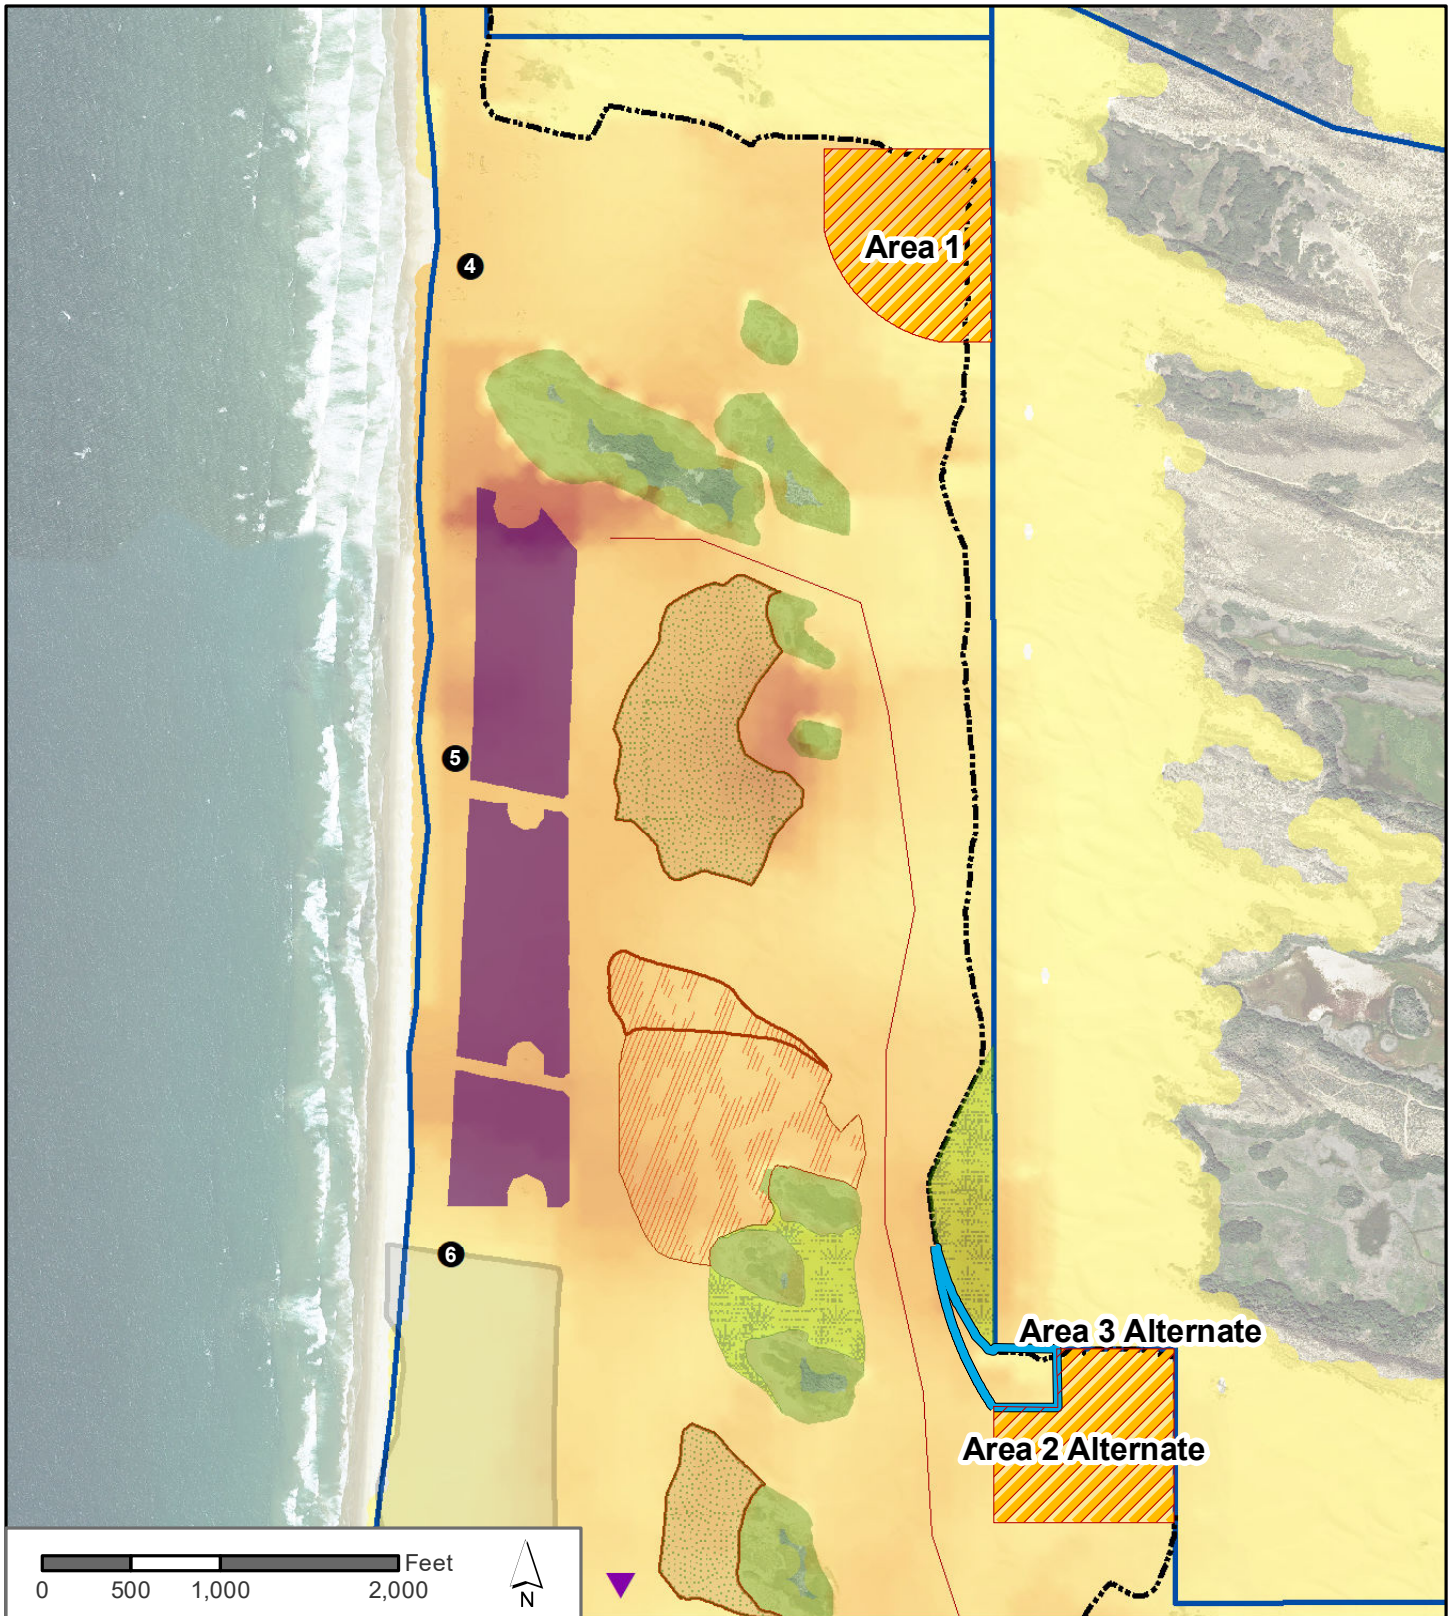 Area 1
4
5
6
Area 3 Alternate
Area 2 Alternate
Feet
0 500 1,000 2,000
N